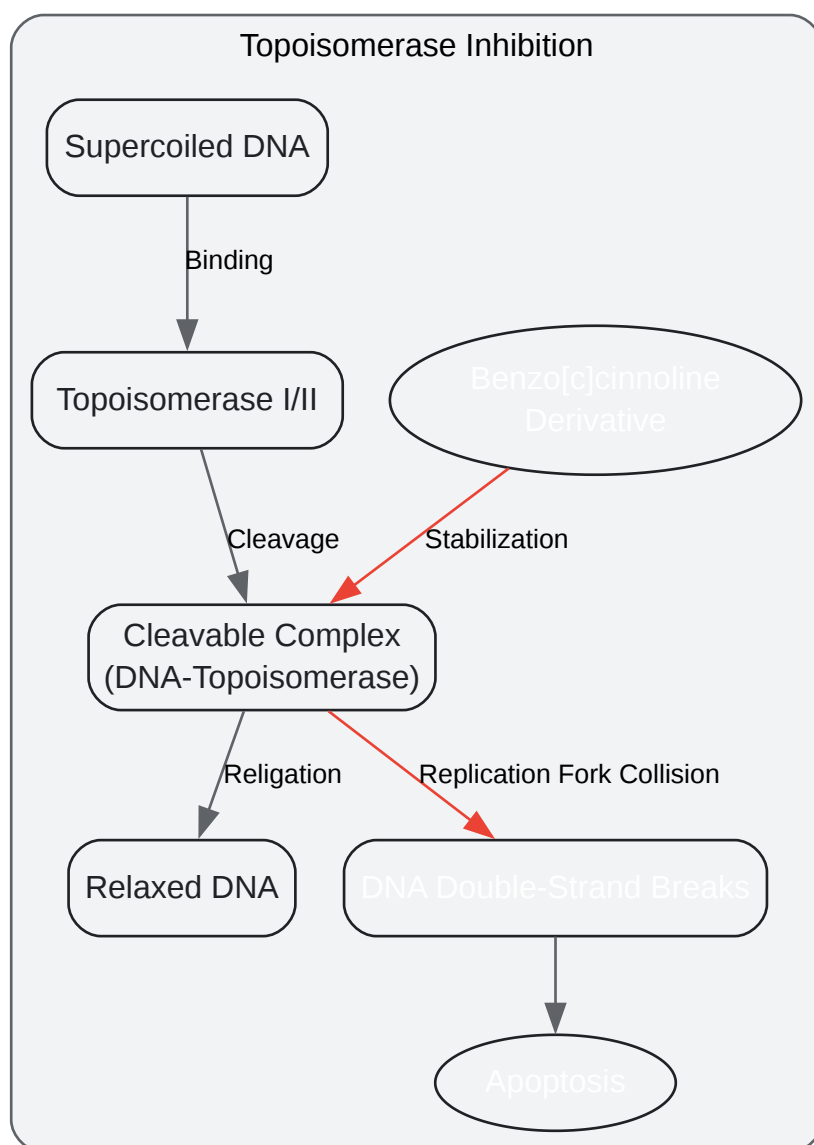 Topoisomerase Inhibition
Supercoiled DNA
Binding
Topoisomerase I/II
Benzo[c]cinnoline
Derivative
Cleavage
Stabilization
Cleavable Complex
(DNA-Topoisomerase)
Religation
Replication Fork Collision
Relaxed DNA
DNA Double-Strand Breaks
Apoptosis